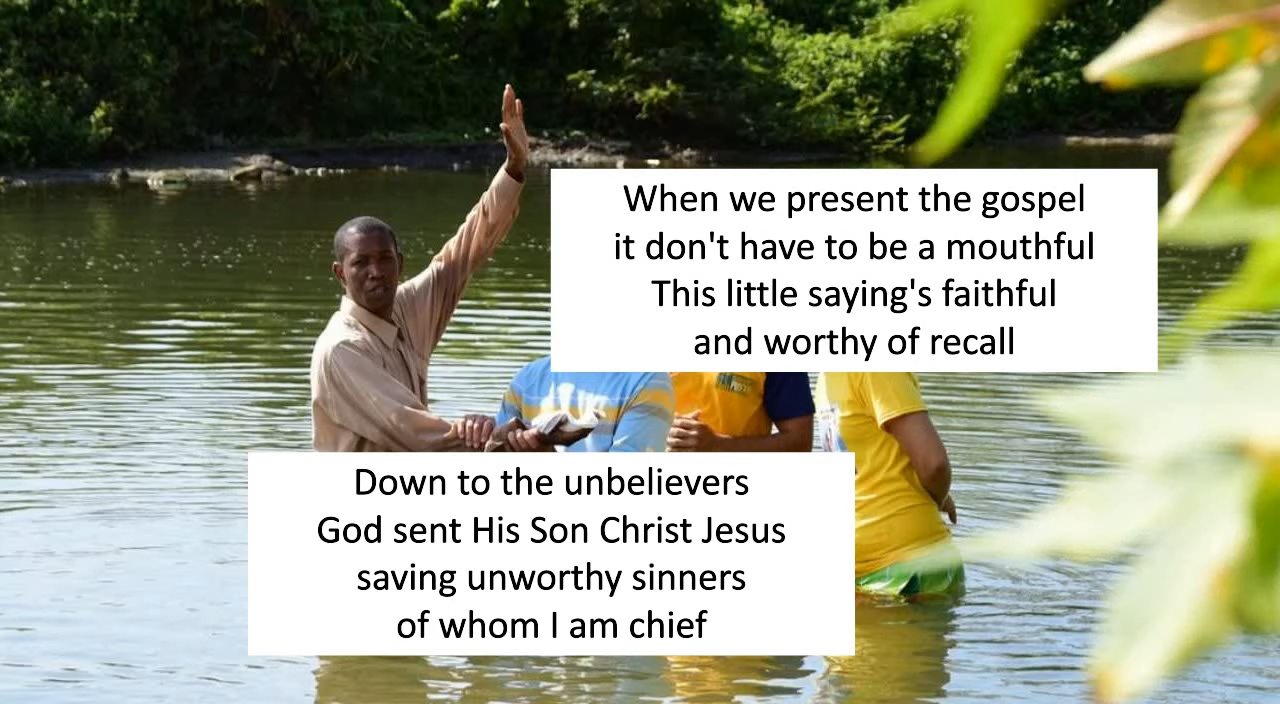 When we present the gospel
it don't have to be a mouthful
This little saying's faithful
and worthy of recall
Down to the unbelievers
God sent His Son Christ Jesus
saving unworthy sinners
of whom I am chief